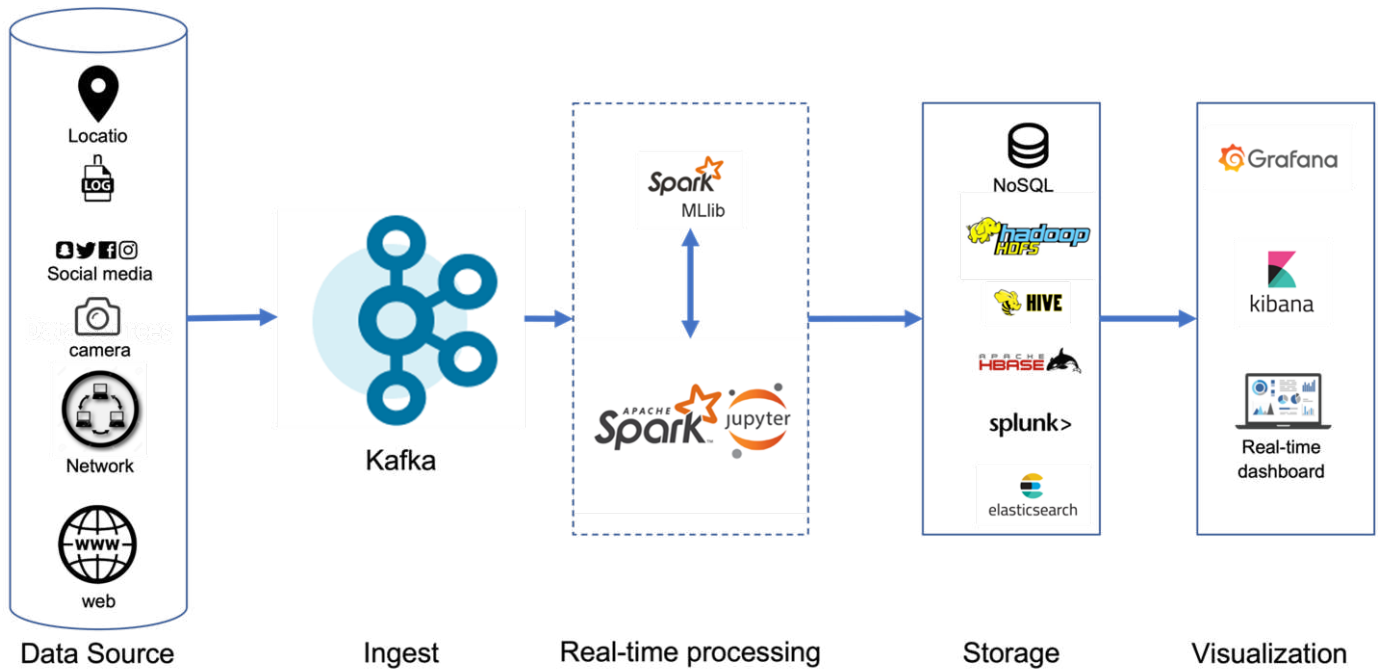 Locatio
LOG
Social media
camera
Network
WWW
web
Data Source
Kafka
Ingest
Spark
MLlib
APACHE
Spark™
jupyter
Real-time processing
NoSQL
hadoop
HDFS
HIVE
APACHE
HBASE
splunk>
elasticsearch
Storage
Grafana
kibana
Real-time
dashboard
Visualization